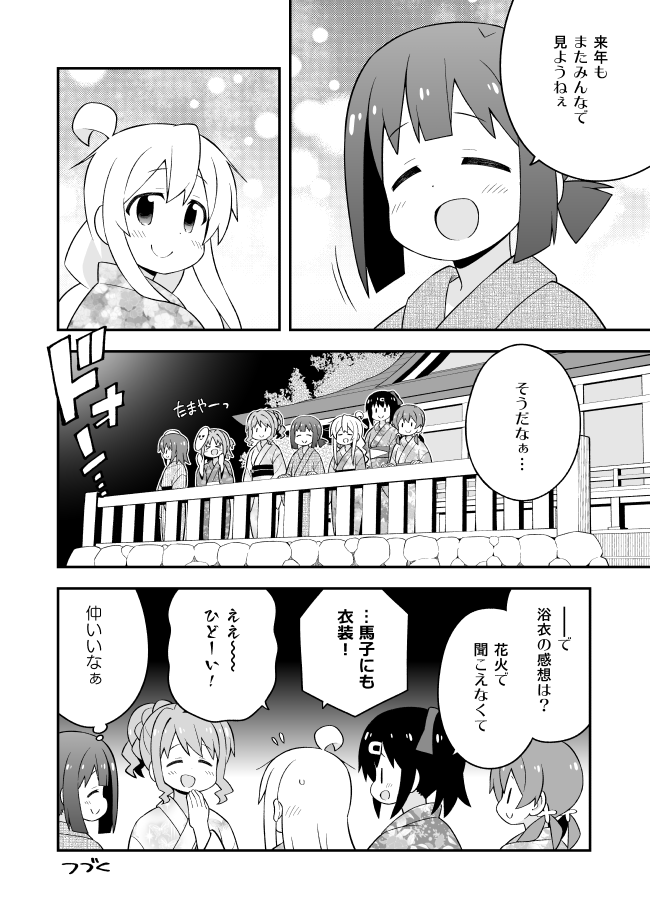 来年も
またみんなで
見ようねぇ
そうだなぁ…
たまやーっ
ドォー…
――で
浴衣の感想は?
花火で
聞こえなくて
…馬子にも
衣装!
ええ〜〜
ひどーい!
仲いいなぁ
つづく